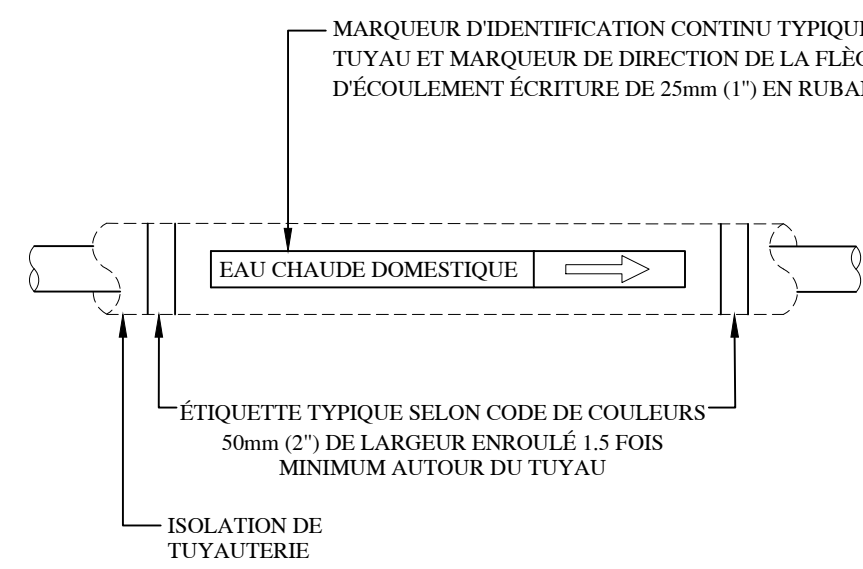 MARQUEUR D'IDENTIFICATION CONTINU TYPIQUE
TUYAU ET MARQUEUR DE DIRECTION DE LA
D'ÉCOULEMENT ÉCRITURE DE 25mm (1") EN
EAU CHAUDE DOMESTIQUE
ÉTIQUETTE TYPIQUE SELON CODE DE COULEURS
50mm (2") DE LARGEUR ENROULÉ 1.5 FOIS
MINIMUM AUTOUR DU TUYAU
ISOLATION DE
TUYAUTERIE